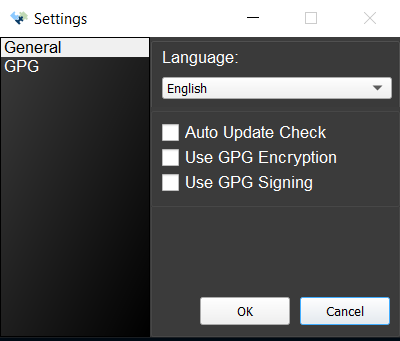 Settings
General
GPG
Language:
English
Auto Update Check
Use GPG Encryption
Use GPG Signing
OK
Cancel